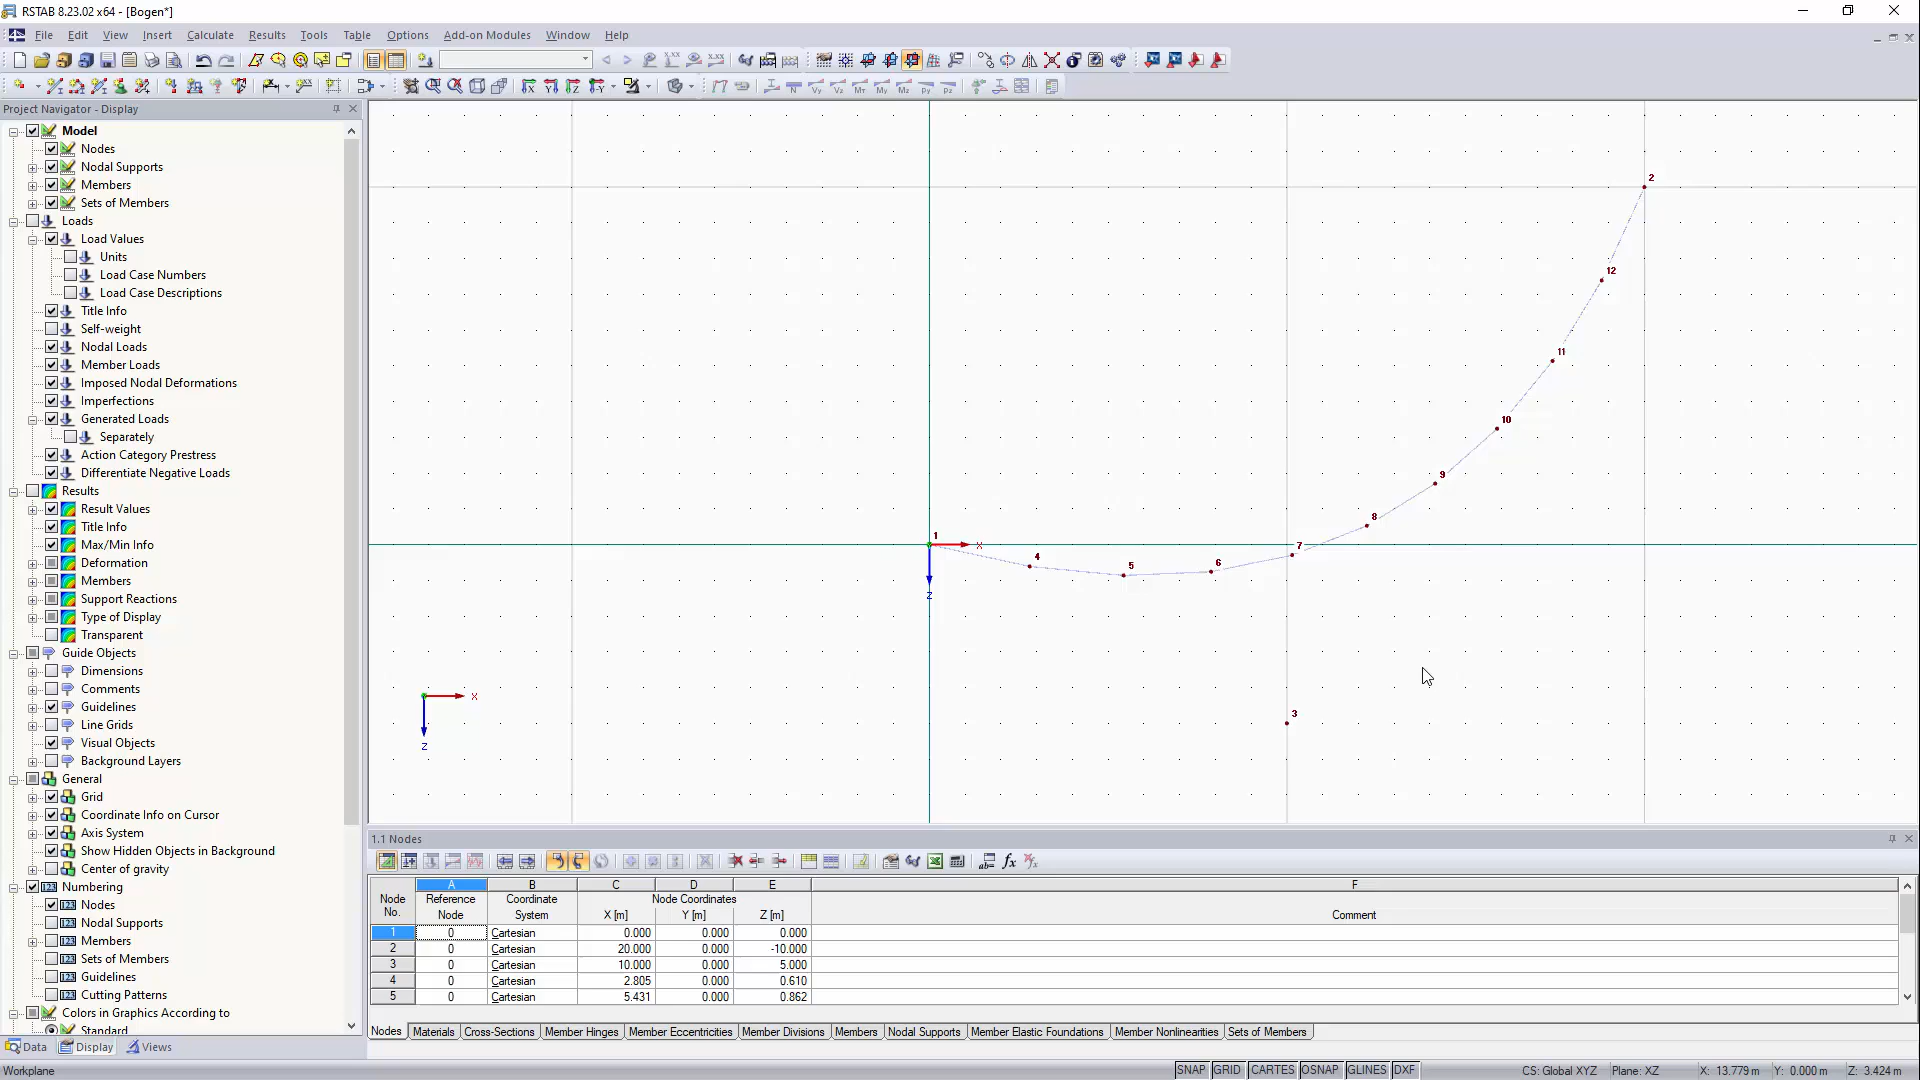 RSTAB 8.23.02 x64 - [Bogen*]
File Edit View Insert Calculate Results Tools Table Options Add-on Modules Window Help
Project Navigator - Display
Model
Nodes
Nodal Supports
Members
Sets of Members
Loads
Load Values
Units
Load Case Numbers
Load Case Descriptions
Title Info
Self-weight
Nodal Loads
Member Loads
Imposed Nodal Deformations
Imperfections
Generated Loads
Separately
Action Category Prestress
Differentiate Negative Loads
Results
Result Values
Title Info
Max/Min Info
Deformation
Members
Support Reactions
Type of Display
Transparent
Guide Objects
Dimensions
Comments
Guidelines
Line Grids
Visual Objects
Background Layers
General
Grid
Coordinate Info on Cursor
Axis System
Show Hidden Objects in Background
Center of gravity
Numbering
Nodes
Nodal Supports
Members
Sets of Members
Guidelines
Cutting Patterns
Colors in Graphics According to
Standard
Data Display Views
2
12
11
10
9
8
7
1
X
4
5
6
Z
3
X
Z
1.1 Nodes
A B C D E F
Node No. Reference Node Coordinate System Node Coordinates X [m] Y [m] Z [m] Comment
1 0 Cartesian 0.000 0.000 0.000
2 0 Cartesian 20.000 0.000 -10.000
3 0 Cartesian 10.000 0.000 5.000
4 0 Cartesian 2.805 0.000 0.610
5 0 Cartesian 5.431 0.000 0.862
Nodes Materials Cross-Sections Member Hinges Member Eccentricities Member Divisions Members Nodal Supports Member Elastic Foundations Member Nonlinearities Sets of Members
Workplane SNAP GRID CARTES OSNAP GLINES DXF CS: Global XYZ Plane: XZ X: 13.779 m Y: 0.000 m Z: 3.424 m